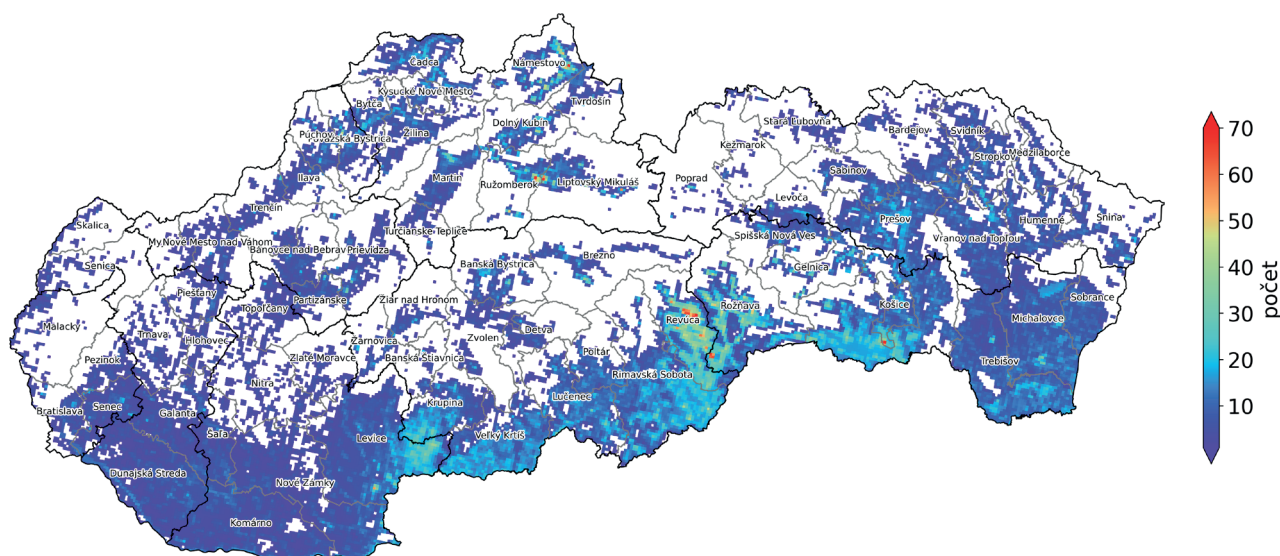 Čadca
Námestovo
Kysucké Nové Mesto
Bytča
Tvrdošín
Dolný Kubín
Žilina
Púchov
Považská Bystrica
Stará Ľubovňa
Bardejov
Svidník
Kežmarok
Stropkov
Medzilaborce
Ilava
Martin
Ružomberok
Liptovský Mikuláš
Poprad
Sabinov
Levoča
Trenčín
Skalica
Prešov
Humenné
Snina
Turčianske Teplice
My
Nové Mesto nad Váhom
Bánovce nad Bebrav
Prievidza
Spišská Nová Ves
Vranov nad Topľou
Senica
Banská Bystrica
Brezno
Gelnica
Piešťany
Topoľčany
Partizánske
Žiar nad Hronom
Rožňava
Košice
Sobrance
Malacky
Trnava
Hlohovec
Žarnovica
Zvolen
Detva
Revúca
Michalovce
Pezinok
Zlaté Moravce
Banská Štiavnica
Poltár
Trebišov
Nitra
Rimavská Sobota
Bratislava
Senec
Galanta
Krupina
Lučenec
Šaľa
Levice
Veľký Krtíš
Dunajská Streda
Nové Zámky
Komárno
70
60
50
40
30
20
10
počet